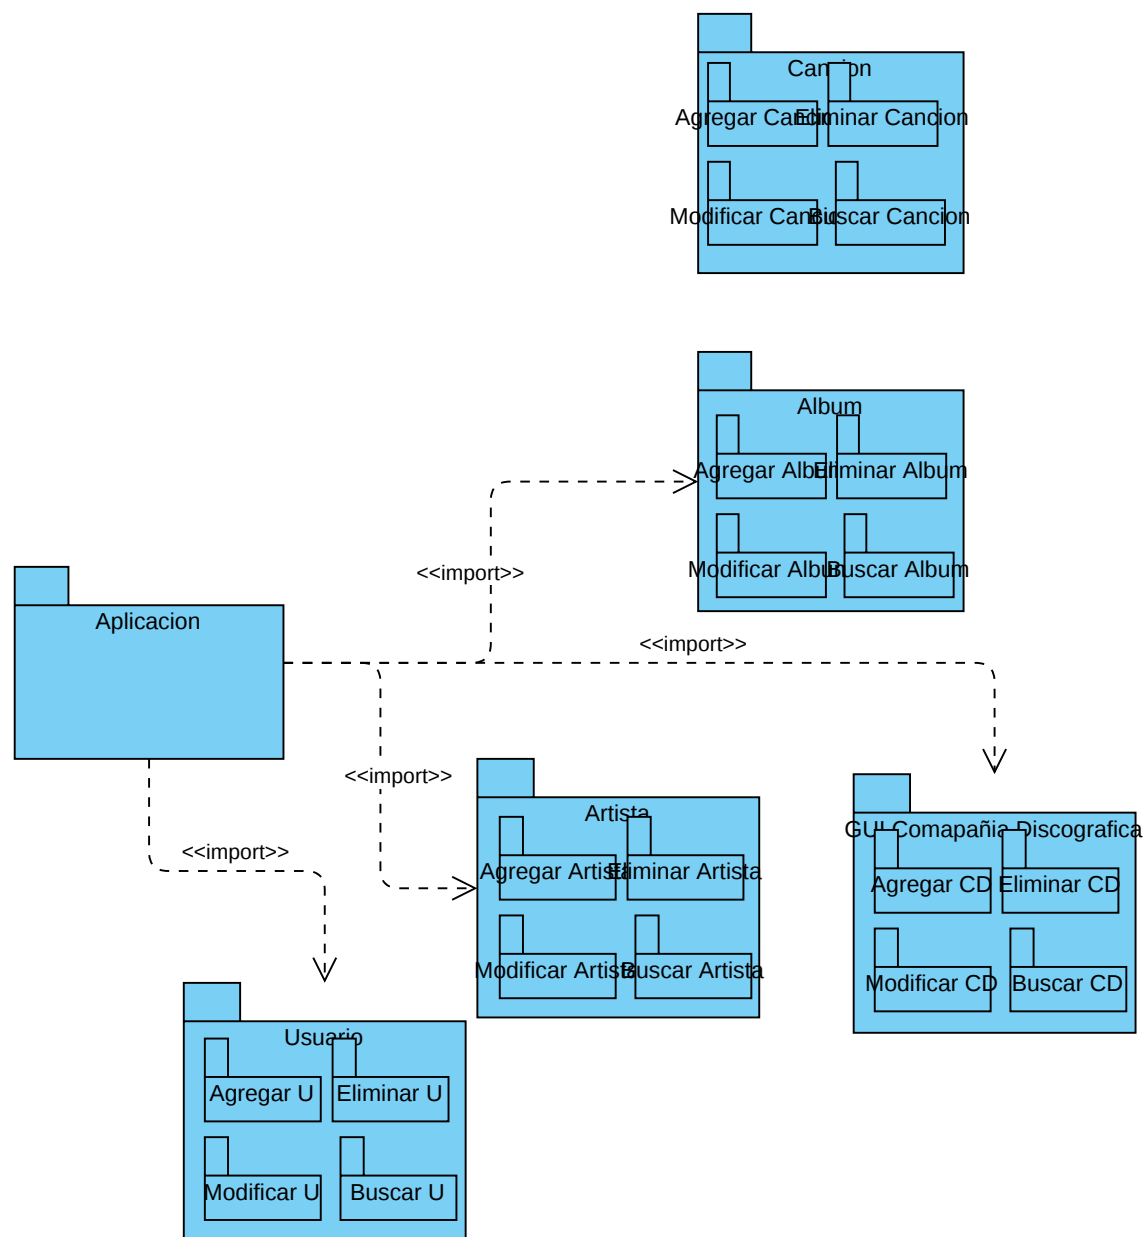 Cancion
Agregar Cancion
Eliminar Cancion
Modificar Cancion
Buscar Cancion
Album
Agregar Album
Eliminar Album
Modificar Album
Buscar Album
<<import>>
Aplicacion
<<import>>
<<import>>
Artista
Agregar Artista
Eliminar Artista
Modificar Artista
Buscar Artista
GUI Comapañia Discografica
Agregar CD
Eliminar CD
Modificar CD
Buscar CD
<<import>>
Usuario
Agregar U
Eliminar U
Modificar U
Buscar U